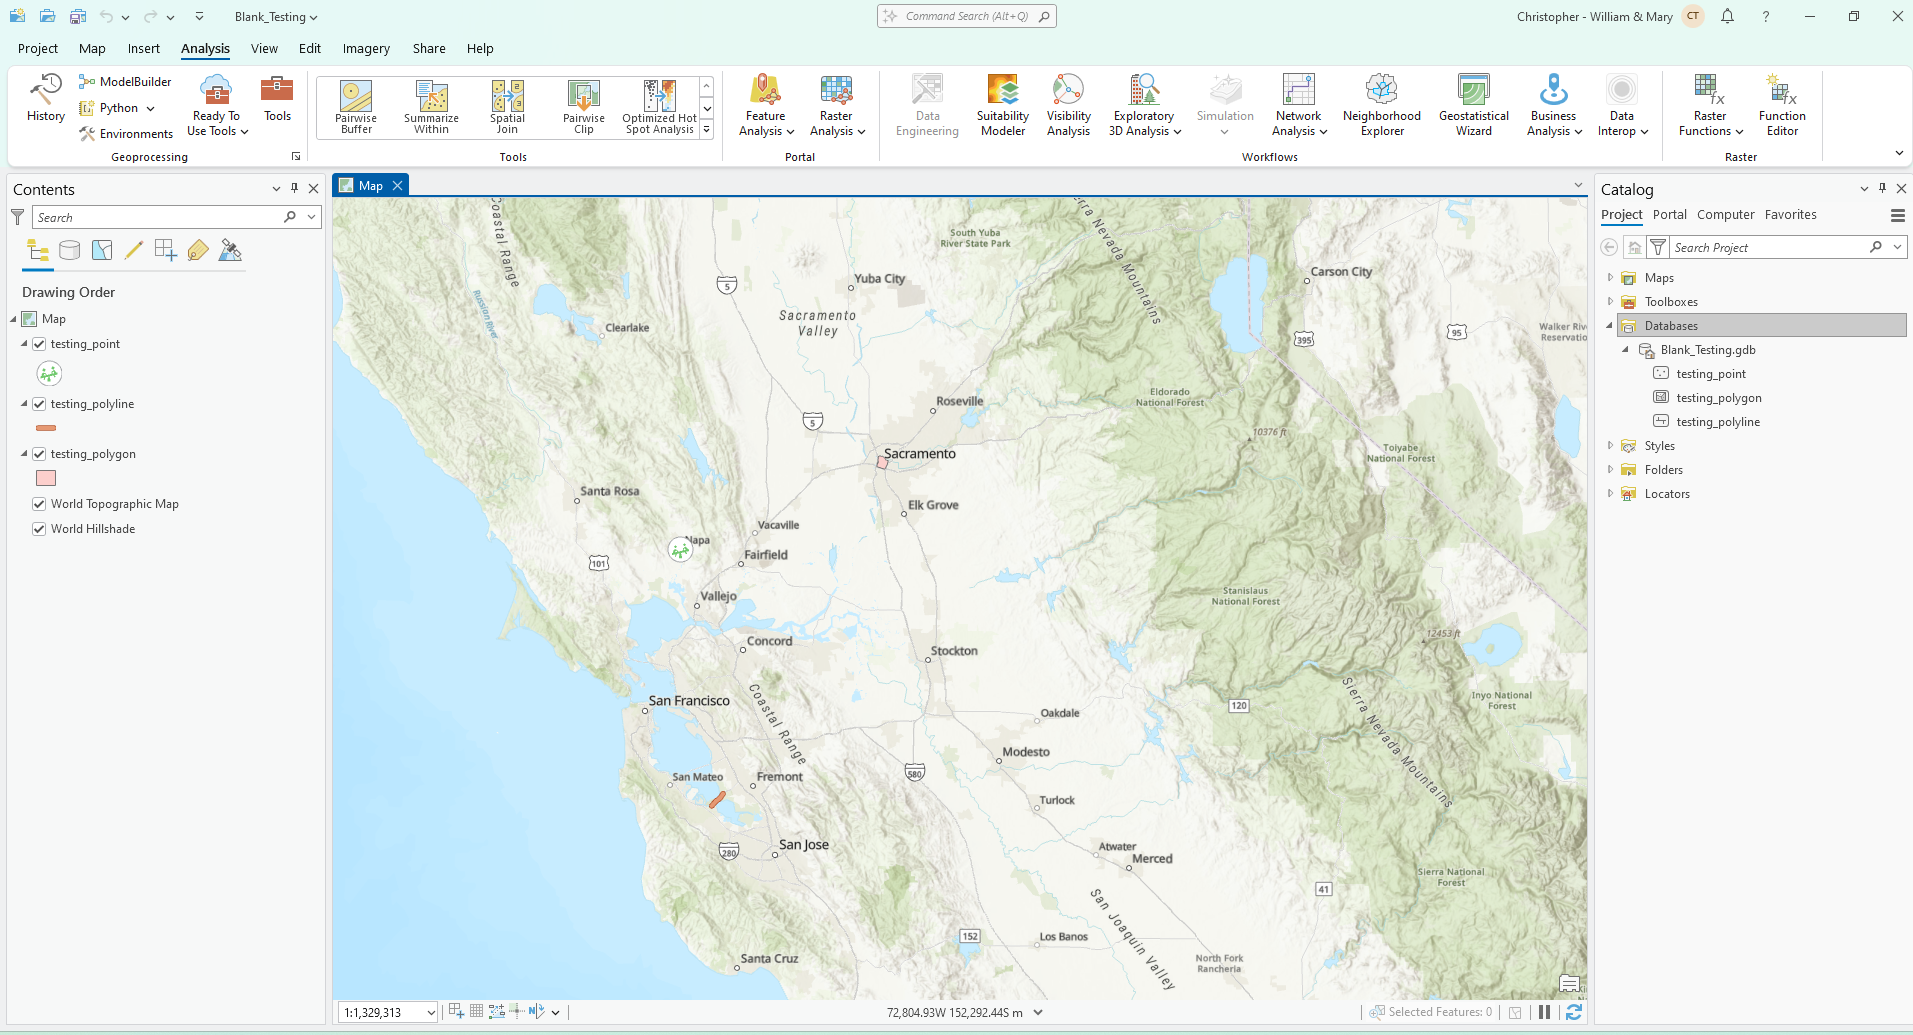 Blank_Testing
Command Search (Alt+Q)
Christopher - William & Mary
CT
?
Project
Map
Insert
Analysis
View
Edit
Imagery
Share
Help
History
ModelBuilder
Python
Environments
Ready To
Use Tools
Tools
Geoprocessing
Pairwise
Buffer
Summarize
Within
Spatial
Join
Pairwise
Clip
Optimized Hot
Spot Analysis
Tools
Feature
Analysis
Raster
Analysis
Portal
Data
Engineering
Suitability
Modeler
Visibility
Analysis
Exploratory
3D Analysis
Simulation
Network
Analysis
Neighborhood
Explorer
Geostatistical
Wizard
Business
Analysis
Data
Interop
Workflows
Raster
Functions
Function
Editor
Raster
Contents
Search
Drawing Order
Map
testing_point
testing_polyline
testing_polygon
World Topographic Map
World Hillshade
Map
Coastal Range
Russian River
Clearlake
5
Yuba City
Sacramento
Valley
South Yuba
River State Park
Sierra Nevada Mountains
Carson City
395
95
Walker Rive
Reservatio
Roseville
5
Eldorado
National Forest
10376 ft
Toiyabe
National Forest
Sacramento
Santa Rosa
Elk Grove
Vacaville
Napa
101
Fairfield
Vallejo
Stanislaus
National Forest
12453 ft
Concord
Stockton
San Francisco
Coastal Range
Oakdale
120
Sierra Nevada Mountains
Inyo National
Forest
Modesto
San Mateo
Fremont
580
Turlock
280
San Jose
Atwater
Merced
Sierra National
Forest
41
San Joaquin Valley
152
Los Banos
Santa Cruz
North Fork
Rancheria
1:1,329,313
72,804.93W 152,292.44S m
Selected Features: 0
Catalog
Project
Portal
Computer
Favorites
Search Project
Maps
Toolboxes
Databases
Blank_Testing.gdb
testing_point
testing_polygon
testing_polyline
Styles
Folders
Locators